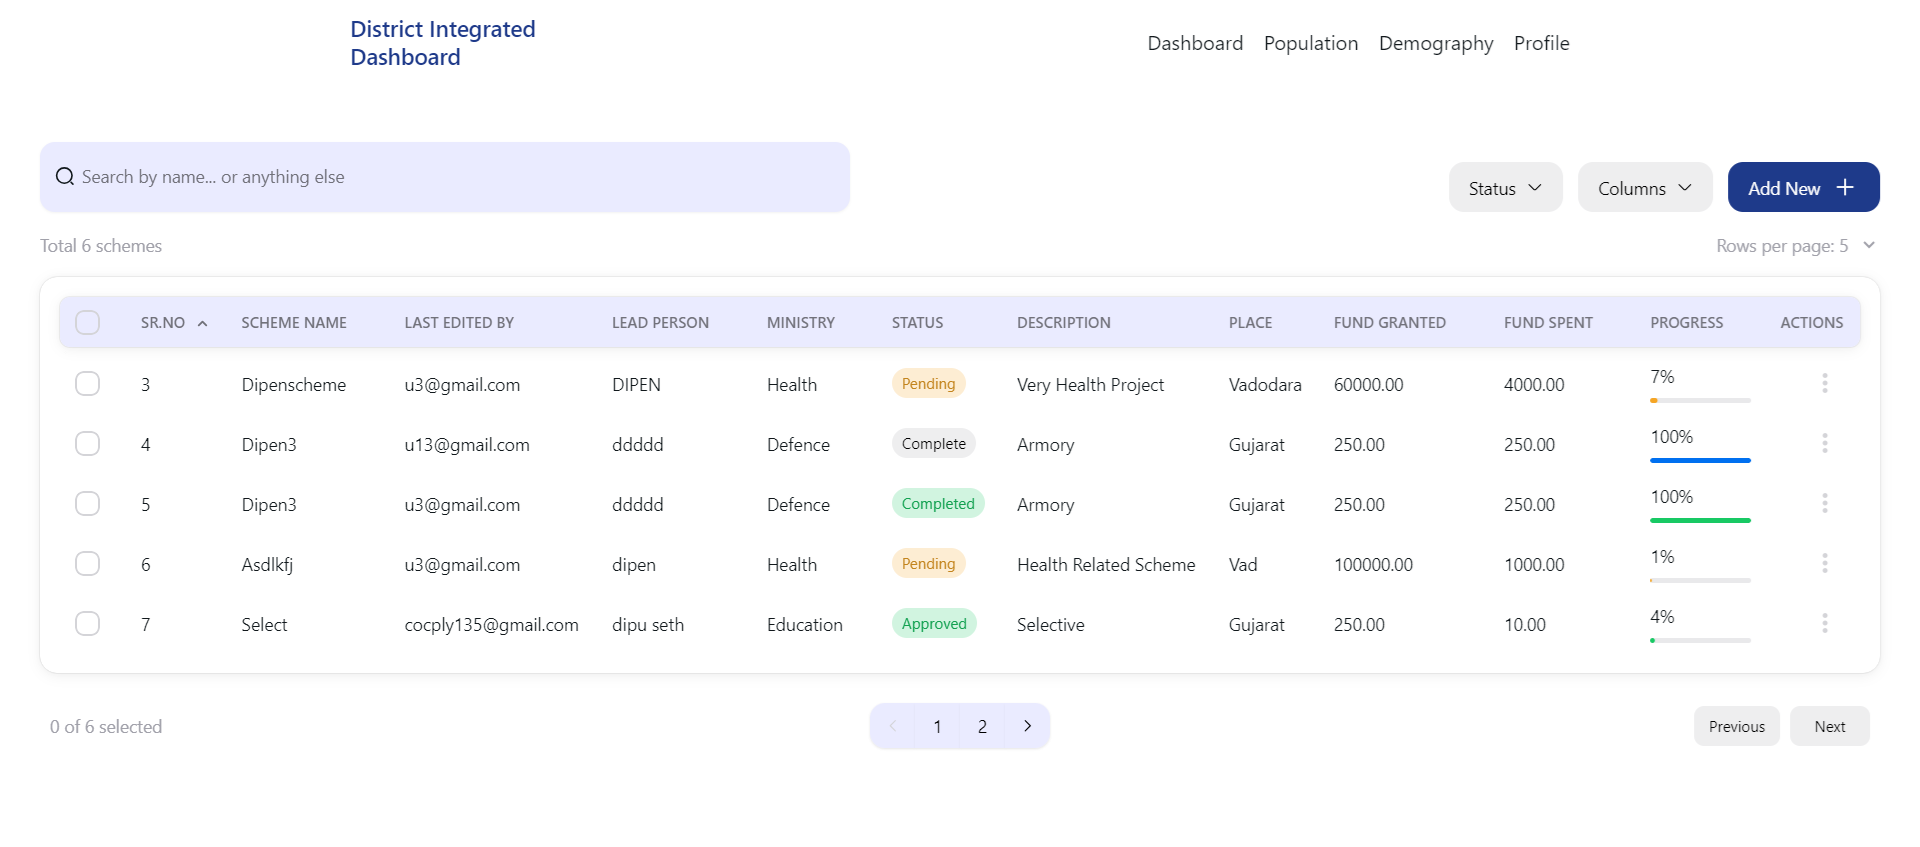 District Integrated
Dashboard
Dashboard Population Demography Profile
Search by name... or anything else
Status Columns Add New
Total 6 schemes Rows per page: 5
SR.NO SCHEME NAME LAST EDITED BY LEAD PERSON MINISTRY STATUS DESCRIPTION PLACE FUND GRANTED FUND SPENT PROGRESS ACTIONS
3 Dipenscheme u3@gmail.com DIPEN Health Pending Very Health Project Vadodara 60000.00 4000.00 7%
4 Dipen3 u13@gmail.com ddddd Defence Complete Armory Gujarat 250.00 250.00 100%
5 Dipen3 u3@gmail.com ddddd Defence Completed Armory Gujarat 250.00 250.00 100%
6 Asdlkfj u3@gmail.com dipen Health Pending Health Related Scheme Vad 100000.00 1000.00 1%
7 Select cocply135@gmail.com dipu seth Education Approved Selective Gujarat 250.00 10.00 4%
0 of 6 selected 1 2 Previous Next